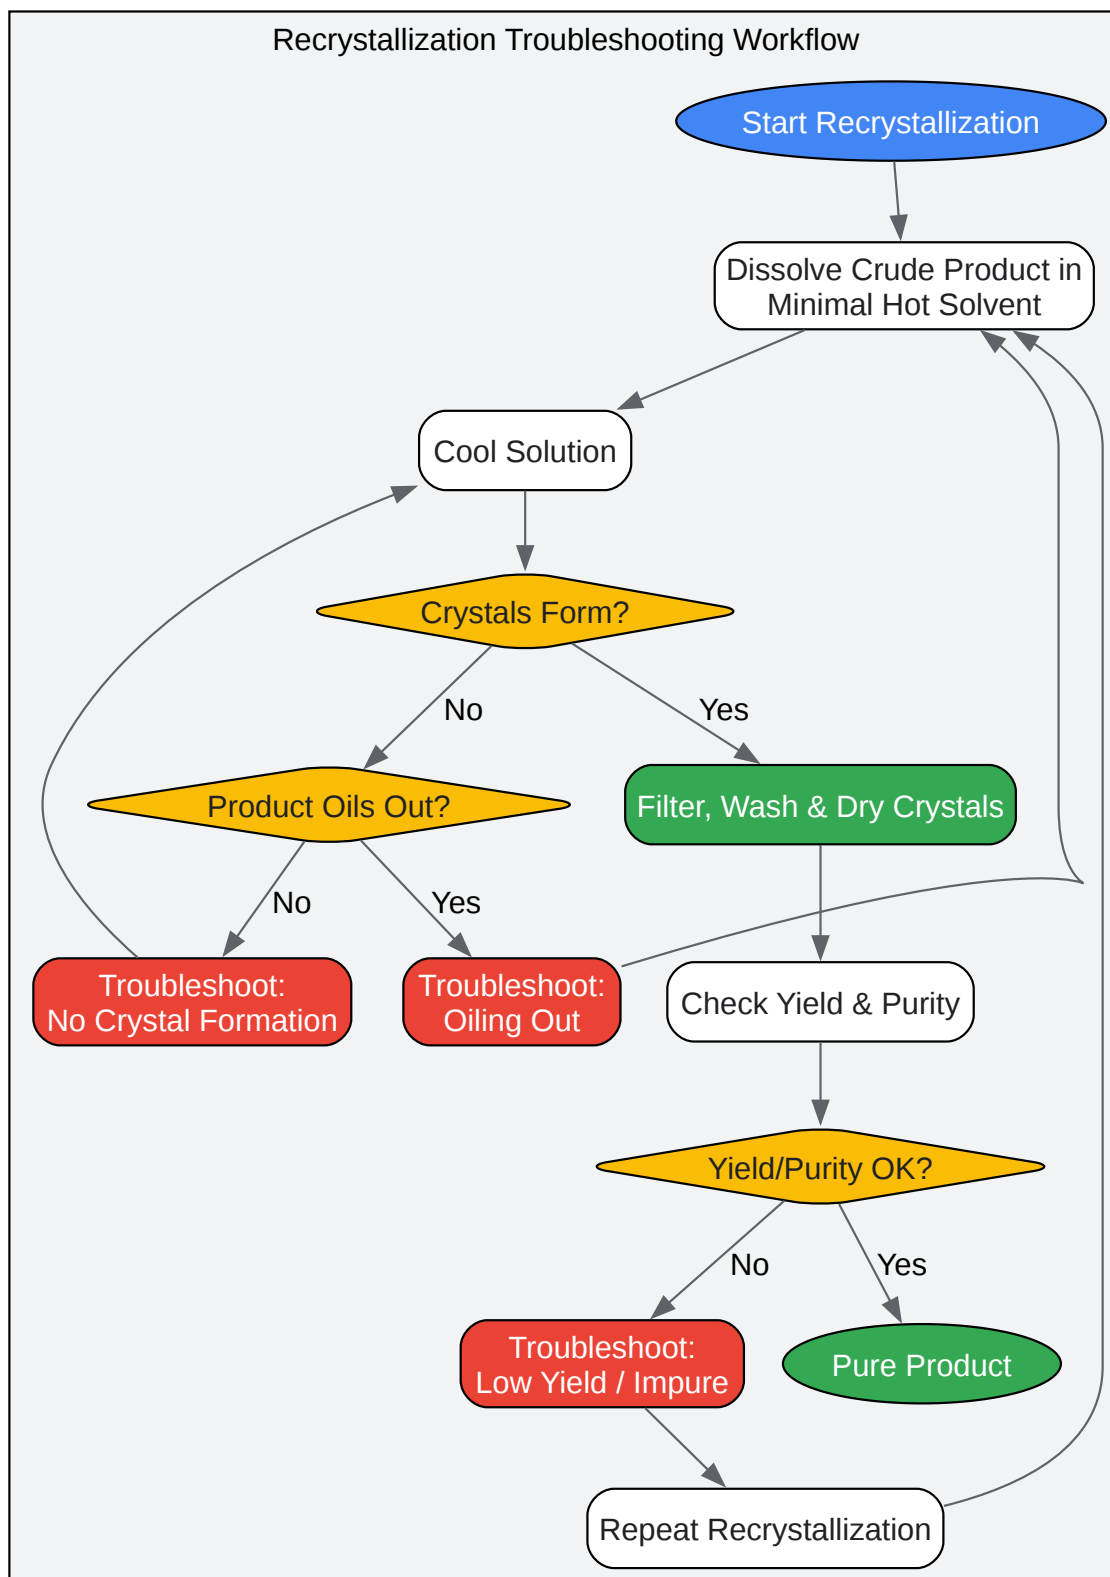 Recrystallization Troubleshooting Workflow
Start Recrystallization
Dissolve Crude Product in
Minimal Hot Solvent
Cool Solution
Crystals Form?
No
Yes
Product Oils Out?
Filter, Wash & Dry Crystals
No
Yes
Troubleshoot:
No Crystal Formation
Troubleshoot:
Oiling Out
Check Yield & Purity
Yield/Purity OK?
No
Yes
Troubleshoot:
Low Yield / Impure
Pure Product
Repeat Recrystallization